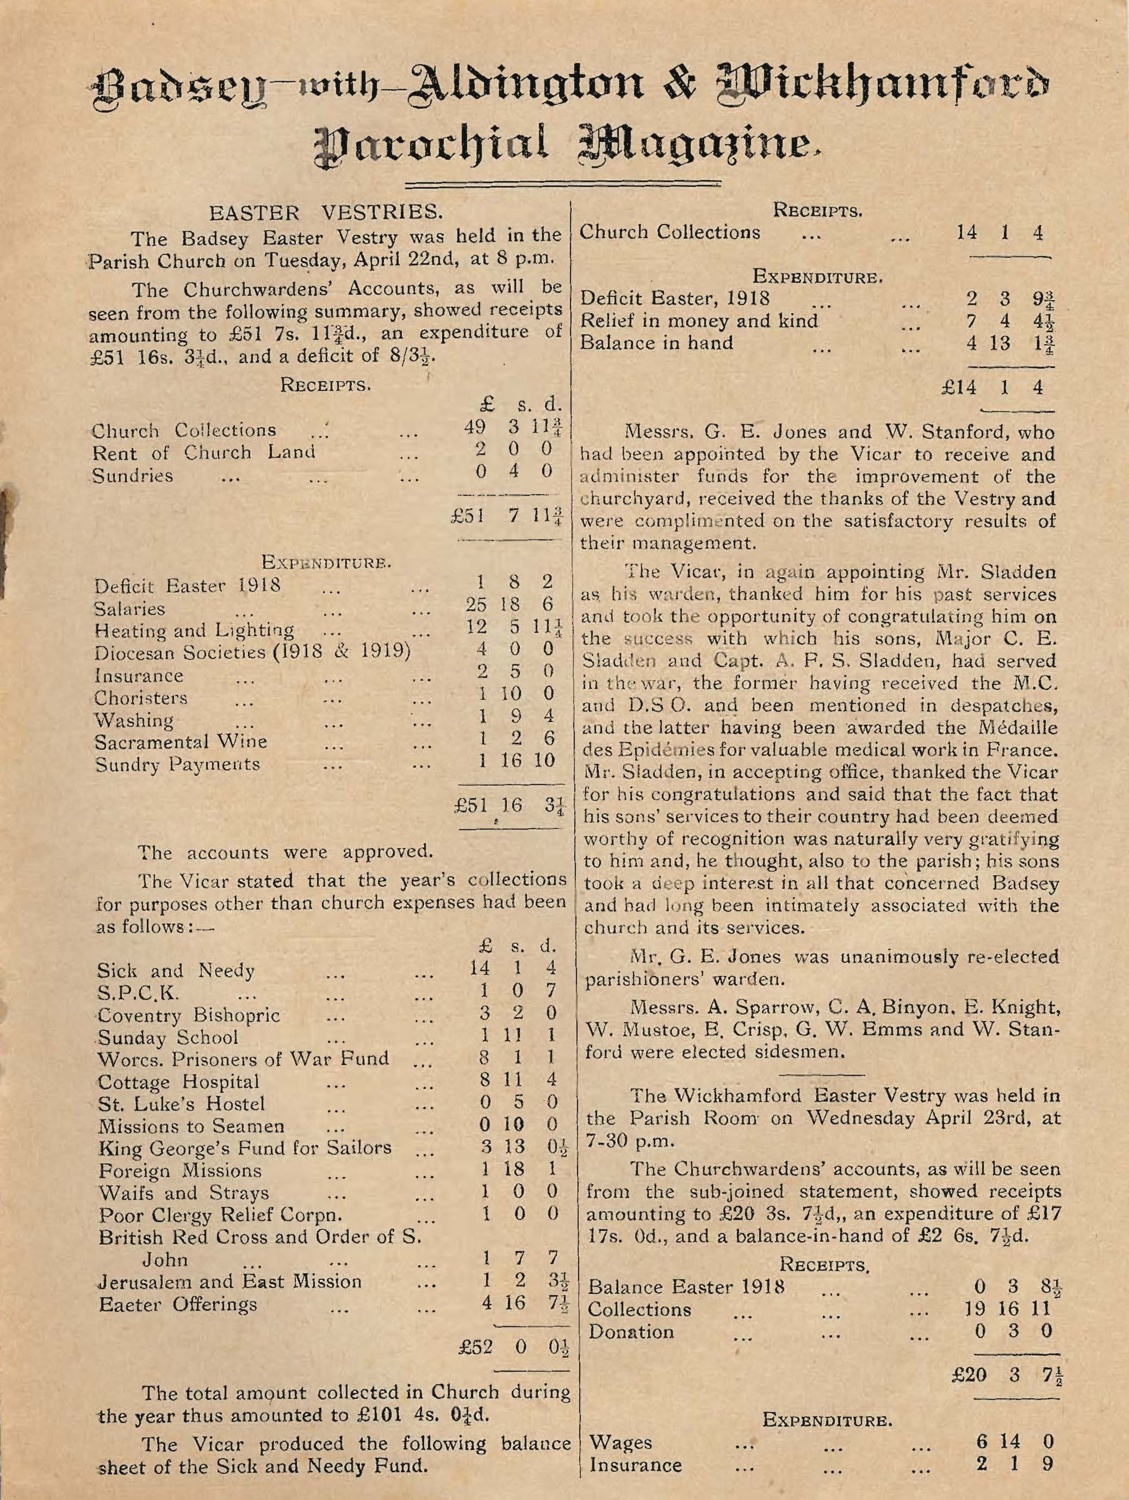 Badsey-with-Aldington & Wickhamford
Parochial Magazine.
EASTER VESTRIES.
The Badsey Easter Vestry was held in the
Parish Church on Tuesday, April 22nd, at 8 p.m.
The Churchwardens' Accounts, as will be
seen from the following summary, showed receipts
amounting to £51 7s. 11¾d., an expenditure of
£51 16s. 3¼d., and a deficit of 8/3½.
RECEIPTS.
£ s. d.
Church Collections ... ... 49 3 11¾
Rent of Church Land ... 2 0 0
Sundries ... ... ... 0 4 0
£51 7 11¾
EXPENDITURE.
Deficit Easter 1918 ... ... 1 8 2
Salaries ... ... ... 25 18 6
Heating and Lighting ... ... 12 5 11¼
Diocesan Societies (1918 & 1919) 4 0 0
Insurance ... ... ... 2 5 0
Choristers ... ... ... 1 10 0
Washing ... ... ... 1 9 4
Sacramental Wine ... ... 1 2 6
Sundry Payments ... ... 1 16 10
£51 16 3¼
The accounts were approved.
The Vicar stated that the year's collections
for purposes other than church expenses had been
as follows:—
£ s. d.
Sick and Needy ... ... 14 1 4
S.P.C.K. ... ... ... 1 0 7
Coventry Bishopric ... ... 3 2 0
Sunday School ... ... 1 11 1
Worcs. Prisoners of War Fund ... 8 1 1
Cottage Hospital ... ... 8 11 4
St. Luke's Hostel ... ... 0 5 0
Missions to Seamen ... ... 0 10 0
King George's Fund for Sailors ... 3 13 0½
Foreign Missions ... ... 1 18 1
Waifs and Strays ... ... 1 0 0
Poor Clergy Relief Corpn. ... 1 0 0
British Red Cross and Order of S.
John ... ... ... 1 7 7
Jerusalem and East Mission ... 1 2 3½
Eaeter Offerings ... ... 4 16 7½
£52 0 0½
The total amount collected in Church during
the year thus amounted to £101 4s. 0¼d.
The Vicar produced the following balance
sheet of the Sick and Needy Fund.
RECEIPTS.
Church Collections ... ... 14 1 4
EXPENDITURE.
Deficit Easter, 1918 ... ... 2 3 9¾
Relief in money and kind ... 7 4 4½
Balance in hand ... ... 4 13 1¾
£14 1 4
Messrs. G. E. Jones and W. Stanford, who
had been appointed by the Vicar to receive and
administer funds for the improvement of the
churchyard, received the thanks of the Vestry and
were complimented on the satisfactory results of
their management.
The Vicar, in again appointing Mr. Sladden
as his warden, thanked him for his past services
and took the opportunity of congratulating him on
the success with which his sons, Major C. E.
Sladden and Capt. A. F. S. Sladden, had served
in the war, the former having received the M.C.
and D.S O. and been mentioned in despatches,
and the latter having been awarded the Médaille
des Epidémies for valuable medical work in France.
Mr. Sladden, in accepting office, thanked the Vicar
for his congratulations and said that the fact that
his sons' services to their country had been deemed
worthy of recognition was naturally very gratifying
to him and, he thought, also to the parish; his sons
took a deep interest in all that concerned Badsey
and had long been intimately associated with the
church and its services.
Mr. G. E. Jones was unanimously re-elected
parishioners' warden.
Messrs. A. Sparrow, C. A. Binyon, E. Knight,
W. Mustoe, E. Crisp, G. W. Emms and W. Stan-
ford were elected sidesmen.
The Wickhamford Easter Vestry was held in
the Parish Room on Wednesday April 23rd, at
7-30 p.m.
The Churchwardens' accounts, as will be seen
from the sub-joined statement, showed receipts
amounting to £20 3s. 7½d,, an expenditure of £17
17s. 0d., and a balance-in-hand of £2 6s. 7½d.
RECEIPTS.
Balance Easter 1918 ... ... 0 3 8½
Collections ... ... ... 19 16 11
Donation ... ... ... 0 3 0
£20 3 7½
EXPENDITURE.
Wages ... ... ... 6 14 0
Insurance ... ... ... 2 1 9